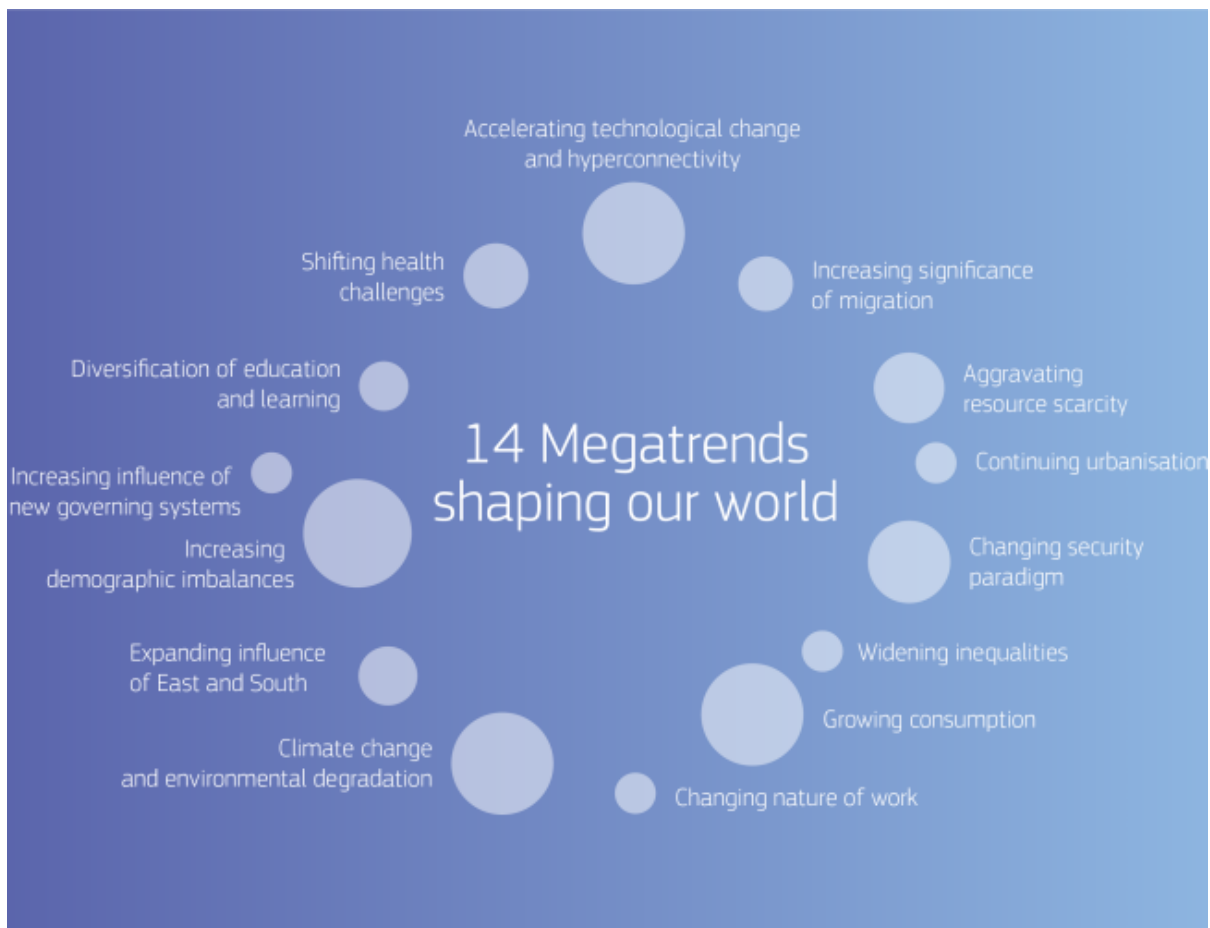 Accelerating technological change
and hyperconnectivity
Shifting health
challenges
Increasing significance
of migration
Diversification of education
and learning
Aggravating
resource scarcity
14 Megatrends
shaping our world
Continuing urbanisation
Increasing influence of
new governing systems
Increasing
demographic imbalances
Changing security
paradigm
Expanding influence
of East and South
Widening inequalities
Growing consumption
Climate change
and environmental degradation
Changing nature of work